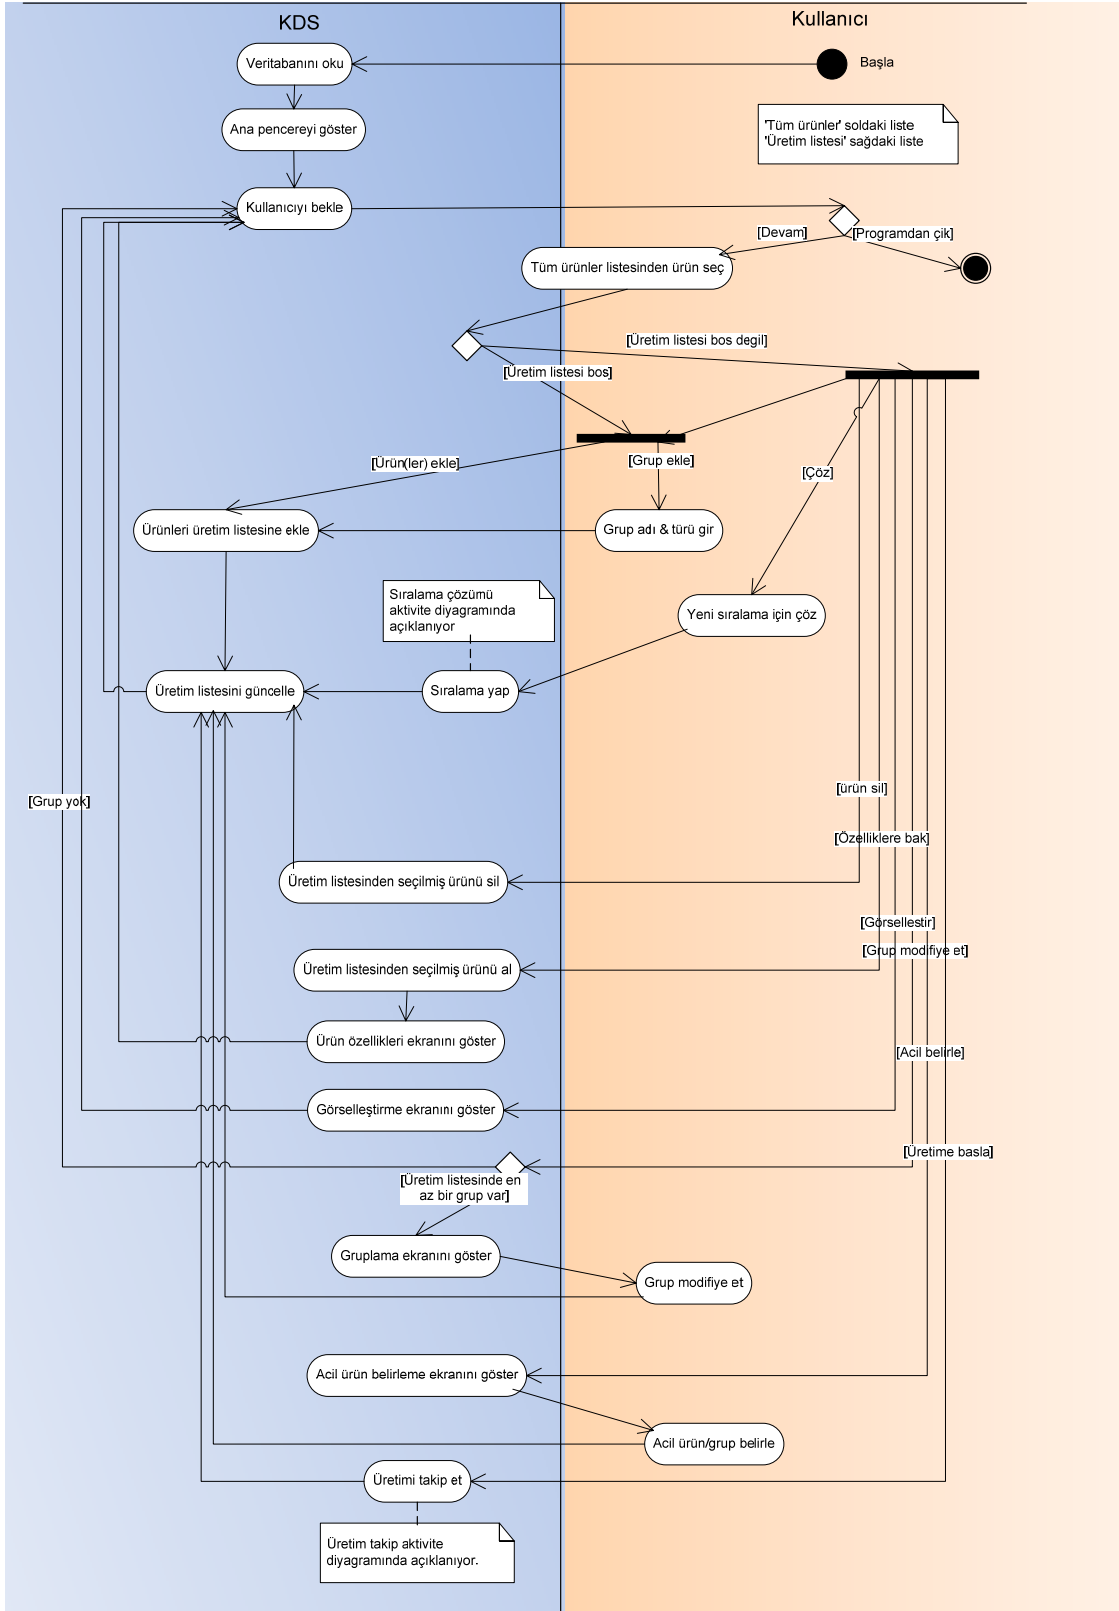 KDS
Kullanıcı
Veritabanını oku
Başla
Ana pencereyi göster
'Tüm ürünler' soldaki liste
'Üretim listesi' sağdaki liste
Kullanıcıyı bekle
[Devam]
[Programdan çik]
Tüm ürünler listesinden ürün seç
[Üretim listesi bos degil]
[Üretim listesi bos]
[Ürün(ler) ekle]
[Grup ekle]
[Çöz]
Ürünleri üretim listesine ekle
Grup adı & türü gir
Sıralama çözümü
aktivite diyagramında
açıklanıyor
Yeni sıralama için çöz
Üretim listesini güncelle
Sıralama yap
[Grup yok]
[ürün sil]
[Özelliklere bak]
Üretim listesinden seçilmiş ürünü sil
[Görsellestir]
[Grup modifiye et]
Üretim listesinden seçilmiş ürünü al
Ürün özellikleri ekranını göster
[Acil belirle]
Görselleştirme ekranını göster
[Üretime basla]
[Üretim listesinde en
az bir grup var]
Gruplama ekranını göster
Grup modifiye et
Acil ürün belirleme ekranını göster
Acil ürün/grup belirle
Üretimi takip et
Üretim takip aktivite
diyagramında açıklanıyor.